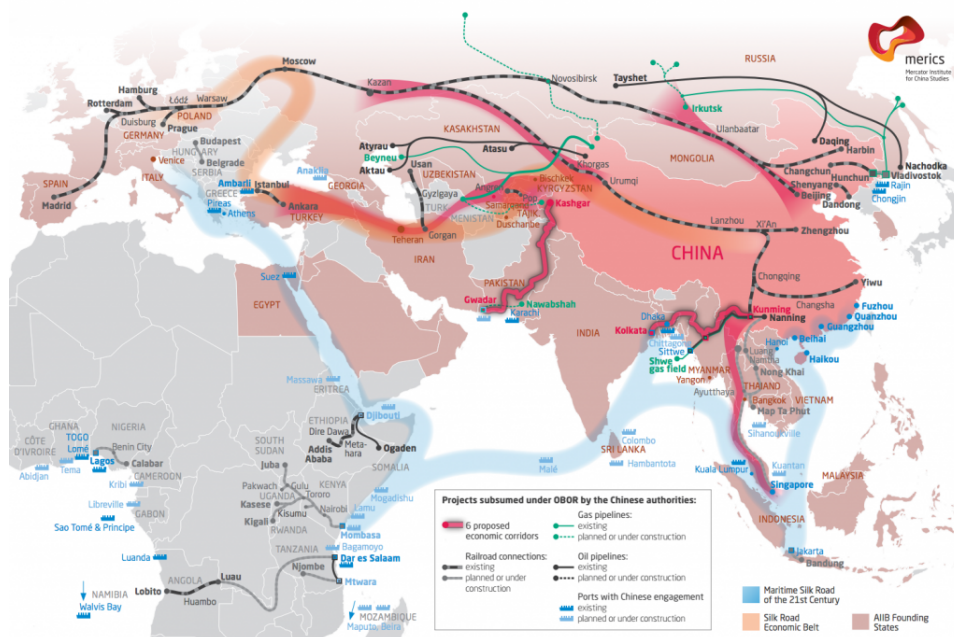 merics
Mercator Institute
for China Studies
RUSSIA
Moscow
Kazan
Novosibirsk
Tayshet
Irkutsk
Hamburg
Rotterdam
Łódź
Warsaw
Duisburg
POLAND
GERMANY
Prague
Budapest
HUNGARY
Belgrade
SERBIA
Venice
ITALY
SPAIN
Madrid
GREECE
Pireas
Athens
Ambarli
Istanbul
Ankara
TURKEY
Anaklia
GEORGIA
KASAKHSTAN
Atyrau
Beyneu
Aktau
Atasu
Usan
UZBEKISTAN
Khorgas
Bischkek
KYRGYZSTAN
Gyzlgaya
Angren
Pop
Samarqand
TURK
MENISTAN
TAJIK.
Duschanbe
Kashgar
Urumqi
Teheran
Gorgan
IRAN
MONGOLIA
Ulanbaatar
Daqing
Harbin
Changchun
Hunchun
Shenyang
Beijing
Dandong
Nachodka
Vladivostok
Rajin
Chongjin
Lanzhou
Xi'An
Zhengzhou
CHINA
Chongqing
Yiwu
Changsha
Fuzhou
Quanzhou
Guangzhou
Kunming
Nanning
Beihai
Hanoi
Haikou
PAKISTAN
Gwadar
Nawabshah
Karachi
INDIA
Dhaka
Kolkata
Chittagong
Sittwe
Shwe
gas field
MYANMAR
Yangon
Luang
Namtha
Nong Khai
Ayutthaya
THAILAND
Bangkok
VIETNAM
Map Ta Phut
Sihanoukville
Suez
EGYPT
Massawa
ERITREA
Djibouti
ETHIOPIA
Dire Dawa
Addis
Ababa
Meta-
hara
Ogaden
SOMALIA
SOUTH
SUDAN
Juba
Pakwach
Gulu
Tororo
UGANDA
Kasese
Kisumu
Kigali
RWANDA
KENYA
Nairobi
Lamu
Mogadishu
Mombasa
TANZANIA
Bagamoyo
Dar es Salaam
Njombe
Mtwara
MOZAMBIQUE
Maputo, Beira
CÔTE
D'IVOIRE
GHANA
TOGO
Lomé
Abidjan
Tema
Lagos
NIGERIA
Benin City
Calabar
CAMEROON
Kribi
Libreville
GABON
Sao Tomé & Principe
Luanda
ANGOLA
Lobito
Luau
Huambo
NAMIBIA
Walvis Bay
Colombo
SRI LANKA
Hambantota
Malé
Kuala Lumpur
Kuantan
MALAYSIA
Singapore
INDONESIA
Jakarta
Bandung
Projects subsumed under OBOR by the Chinese authorities:
6 proposed
economic corridors
Railroad connections:
existing
planned or under
construction
Gas pipelines:
existing
planned or under construction
Oil pipelines:
existing
planned or under construction
Ports with Chinese engagement
existing
planned or under construction
Maritime Silk Road
of the 21st Century
Silk Road
Economic Belt
AIIB Founding
States